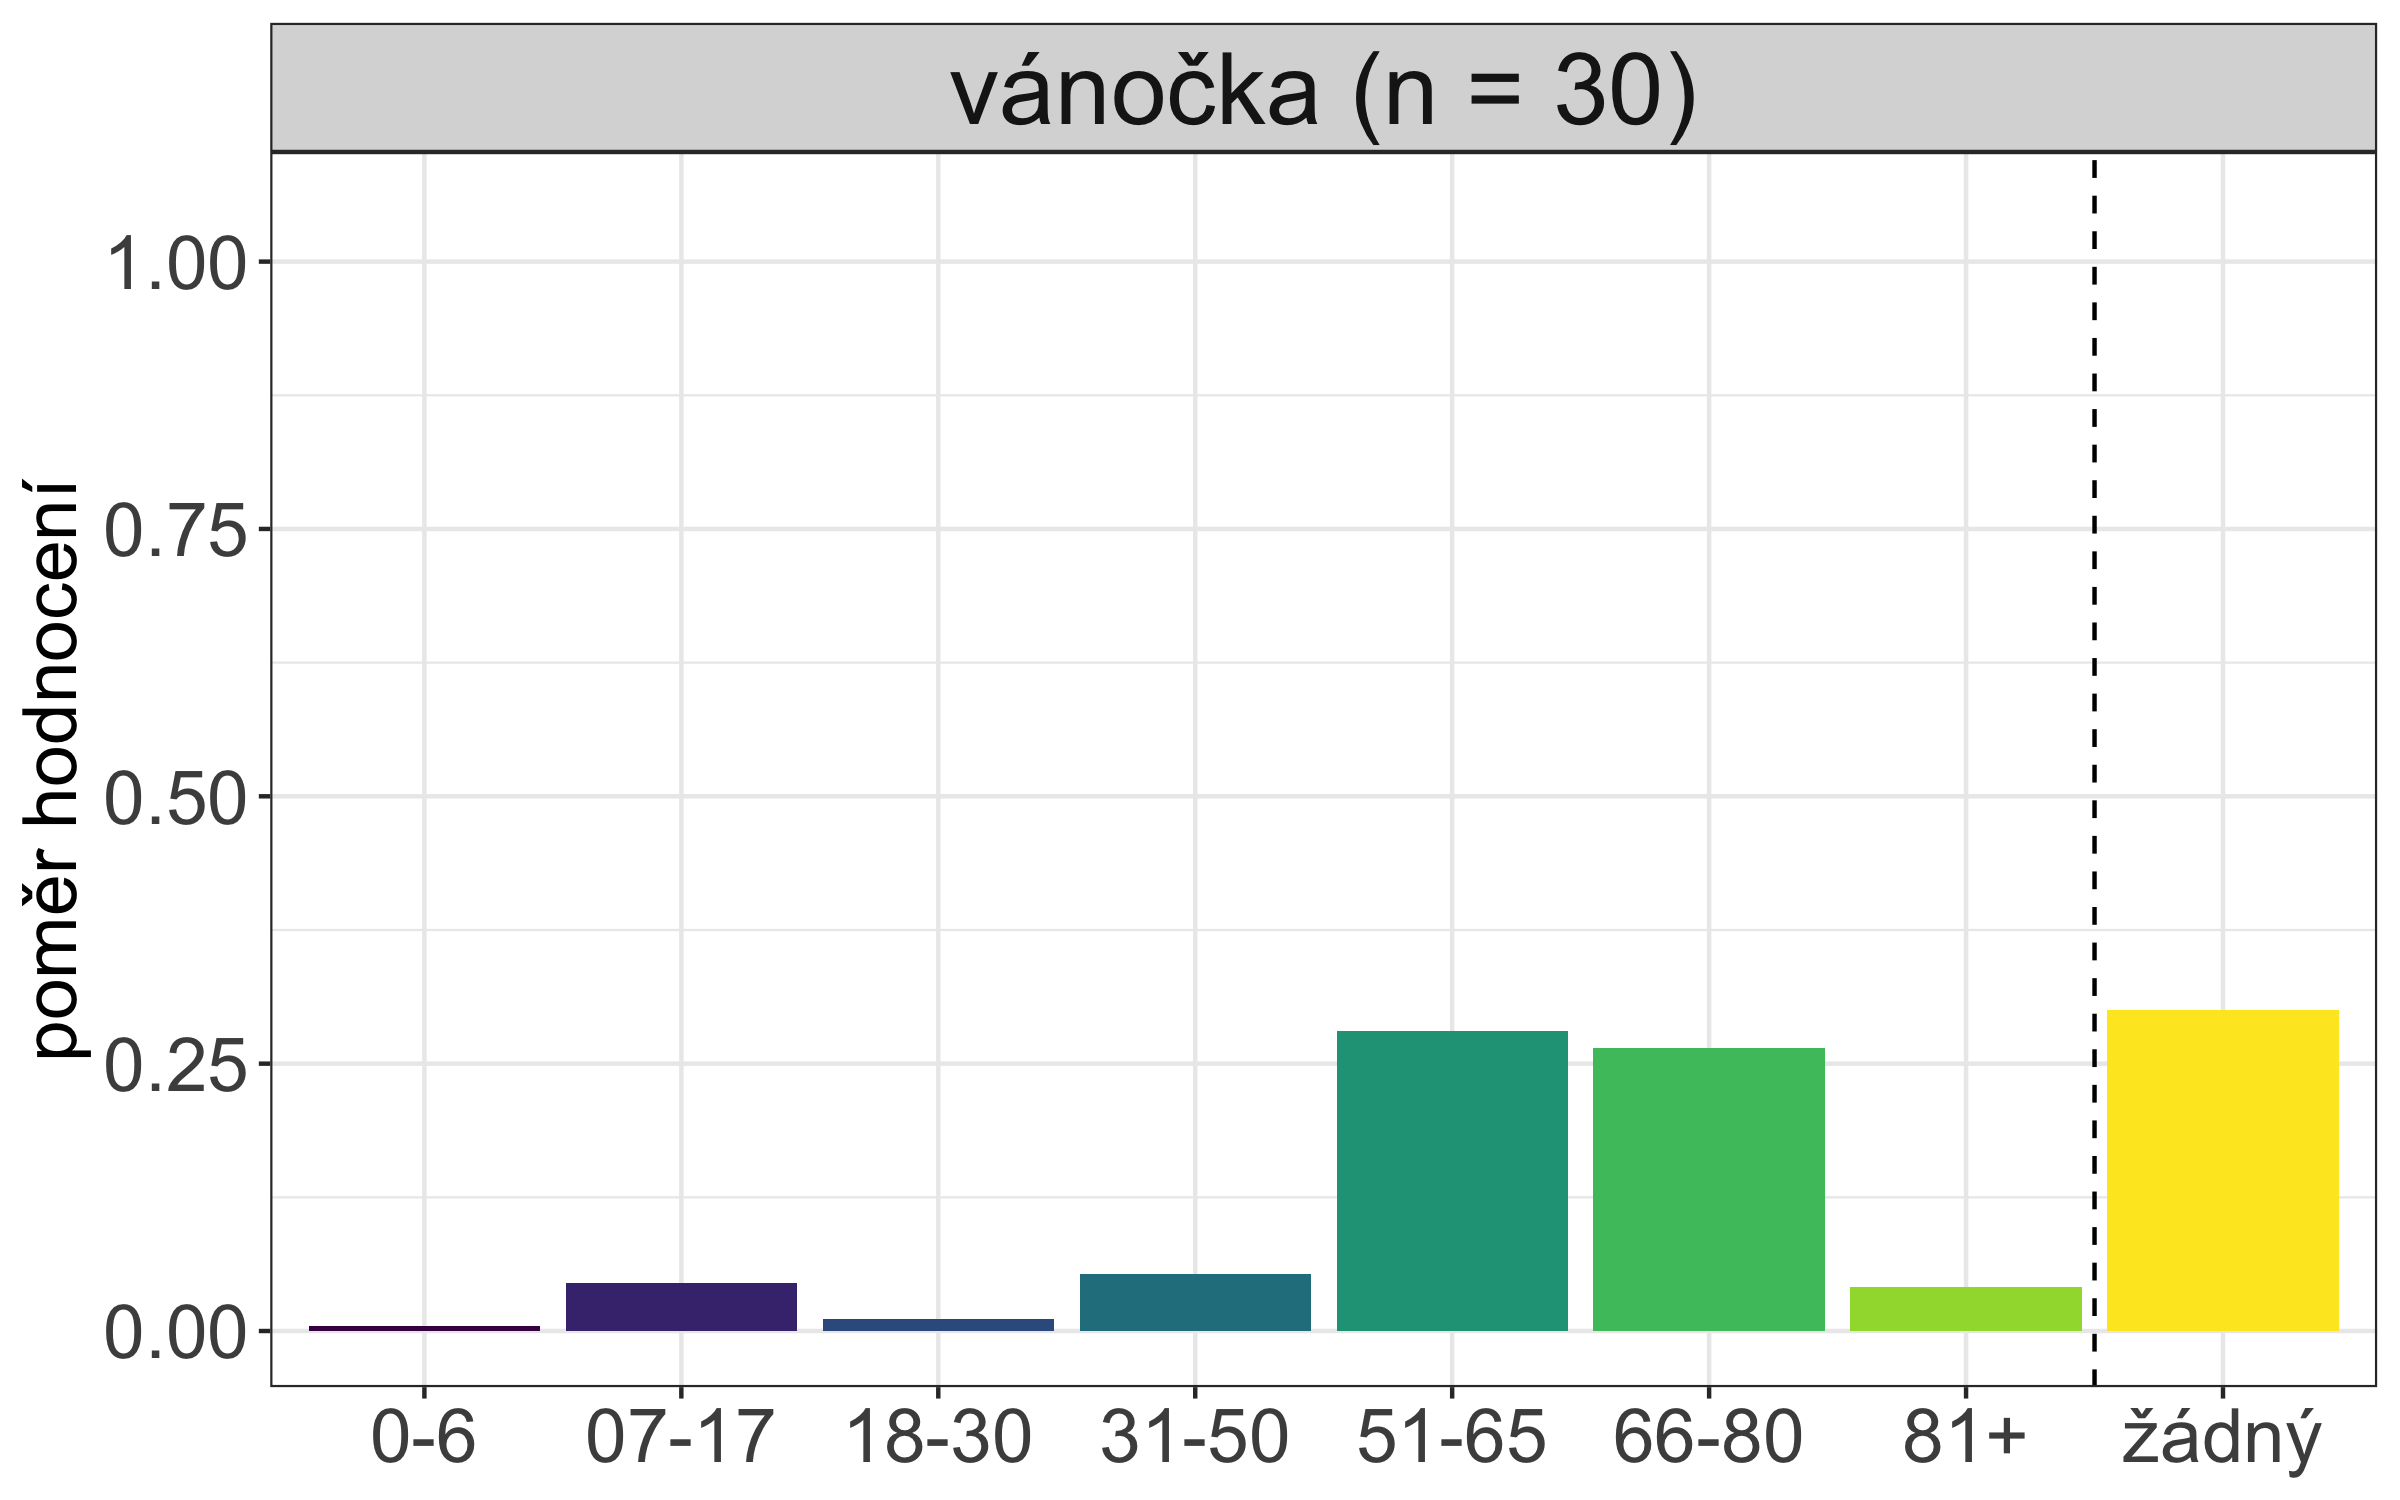 vánočka (n = 30)
poměr hodnocení
1.00
0.75
0.50
0.25
0.00
0-6 07-17 18-30 31-50 51-65 66-80 81+ žádný